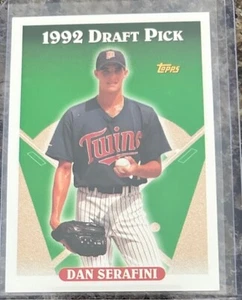 1992 DRAFT PICK
Topps
Twins
DAN SERAFINI